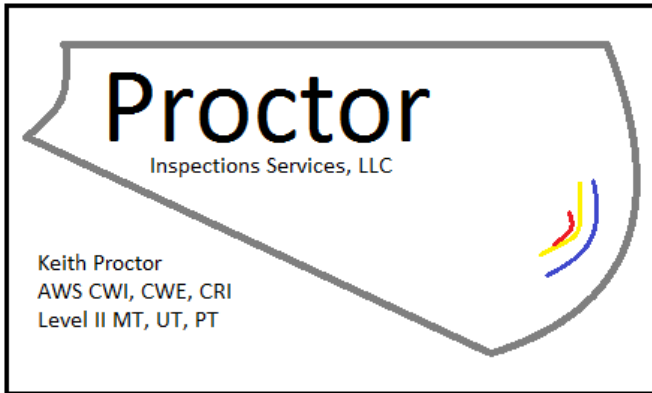 Proctor
Inspections Services, LLC
Keith Proctor
AWS CWI, CWE, CRI
Level II MT, UT, PT